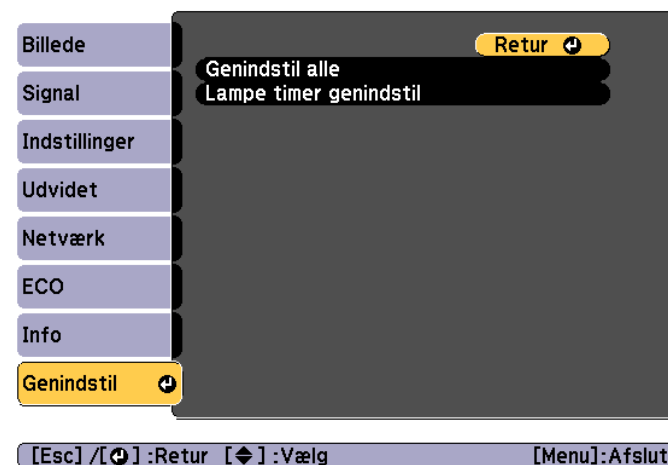 Billede
Signal
Indstillinger
Udvidet
Netværk
ECO
Info
Genindstil
Retur
Genindstil alle
Lampe timer genindstil
[Esc] /[ ] :Retur [ ] :Vælg [Menu]:Afslut